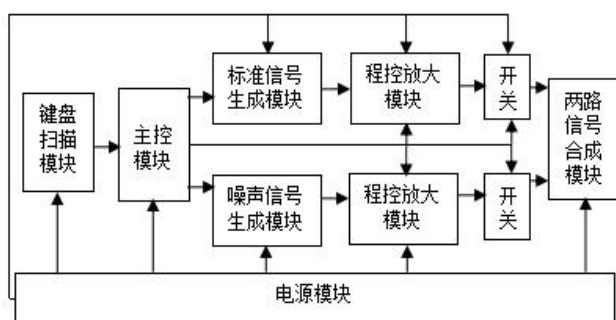 键盘
扫描
模块
主控
模块
标准信号
生成模块
程控放大
模块
开
关
噪声信号
生成模块
程控放大
模块
开
关
两路
信号
合成
模块
电源模块